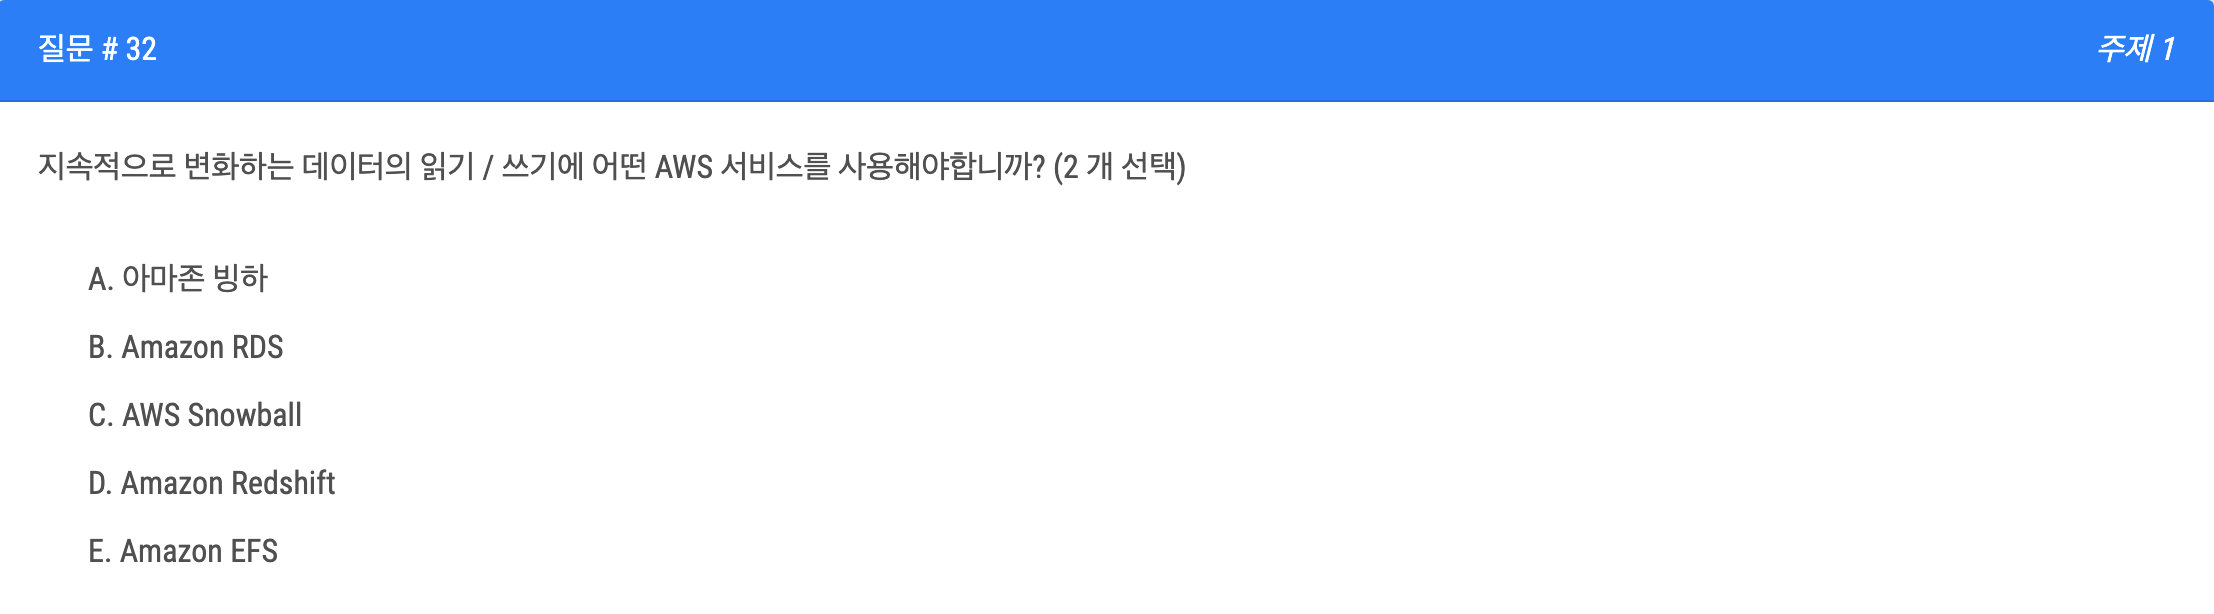 질문 # 32
주제 1
지속적으로 변화하는 데이터의 읽기 / 쓰기에 어떤 AWS 서비스를 사용해야합니까? (2 개 선택)
A. 아마존 빙하
B. Amazon RDS
C. AWS Snowball
D. Amazon Redshift
E. Amazon EFS